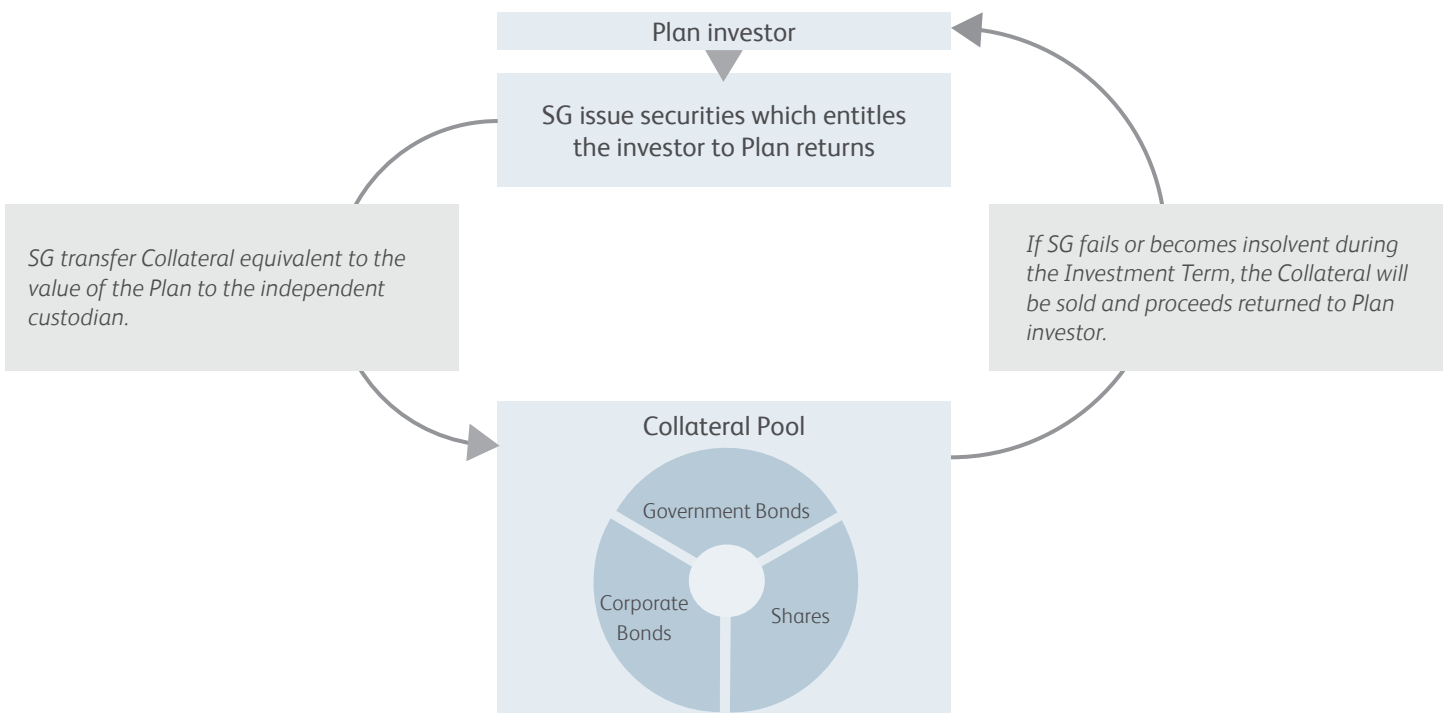 Plan investor
SG issue securities which entitles
the investor to Plan returns
SG transfer Collateral equivalent to the
value of the Plan to the independent
custodian.
If SG fails or becomes insolvent during
the Investment Term, the Collateral will
be sold and proceeds returned to Plan
investor.
Collateral Pool
Government Bonds
Corporate
Bonds
Shares